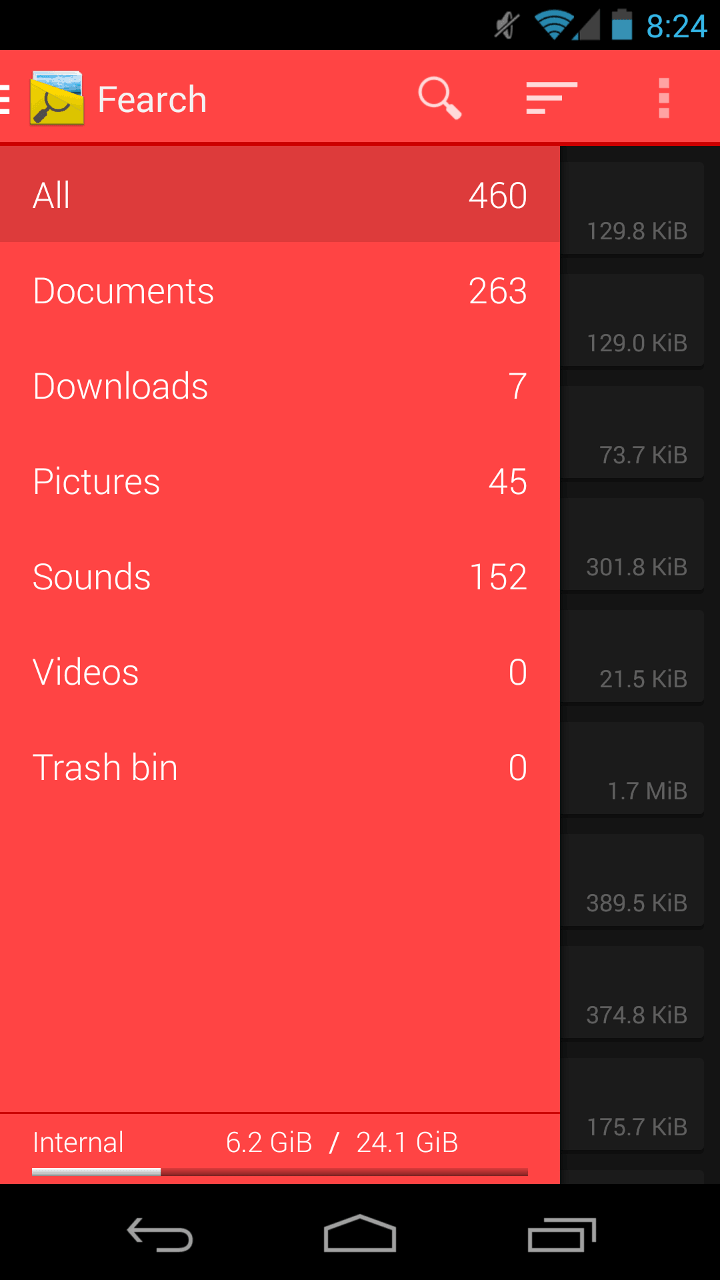 8:24
Fearch
All 460
129.8 KiB
Documents 263
129.0 KiB
Downloads 7
73.7 KiB
Pictures 45
Sounds 152
301.8 KiB
Videos 0
21.5 KiB
Trash bin 0
1.7 MiB
389.5 KiB
374.8 KiB
175.7 KiB
Internal 6.2 GiB / 24.1 GiB